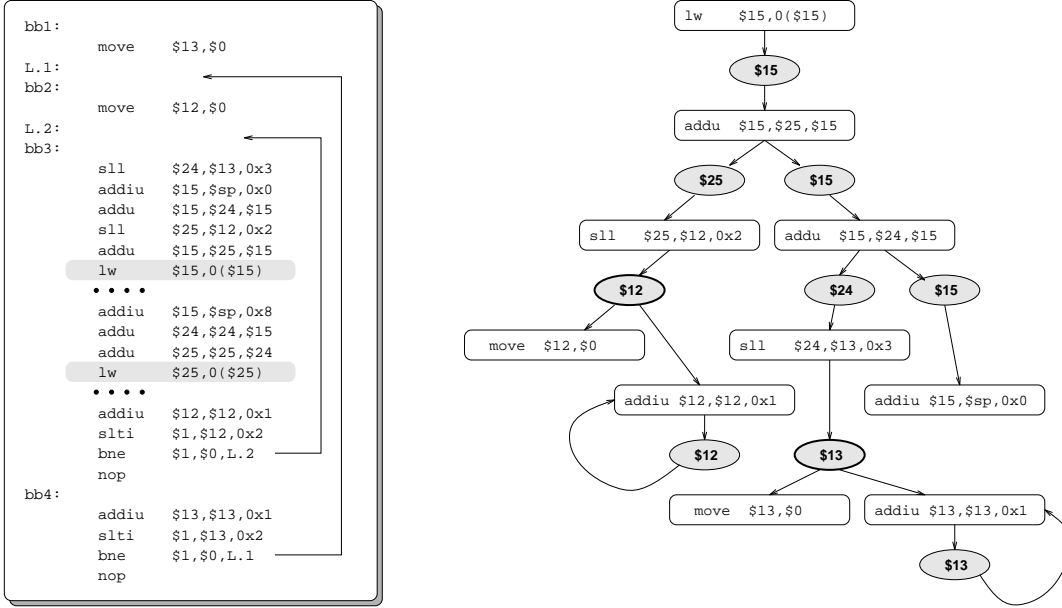 bb1:
move $13,$0
L.1:
bb2:
move $12,$0
L.2:
bb3:
sll $24,$13,0x3
addiu $15,$sp,0x0
addu $15,$24,$15
sll $25,$12,0x2
addu $15,$25,$15
lw $15,0($15)
• • • •
addiu $15,$sp,0x8
addu $24,$24,$15
addu $25,$25,$24
lw $25,0($25)
• • • •
addiu $12,$12,0x1
slti $1,$12,0x2
bne $1,$0,L.2
nop
bb4:
addiu $13,$13,0x1
slti $1,$13,0x2
bne $1,$0,L.1
nop
lw $15,0($15)
$15
addu $15,$25,$15
$25 $15
sll $25,$12,0x2 addu $15,$24,$15
$12 $24 $15
move $12,$0 sll $24,$13,0x3
addiu $12,$12,0x1 addiu $15,$sp,0x0
$12 $13
move $13,$0 addiu $13,$13,0x1
$13